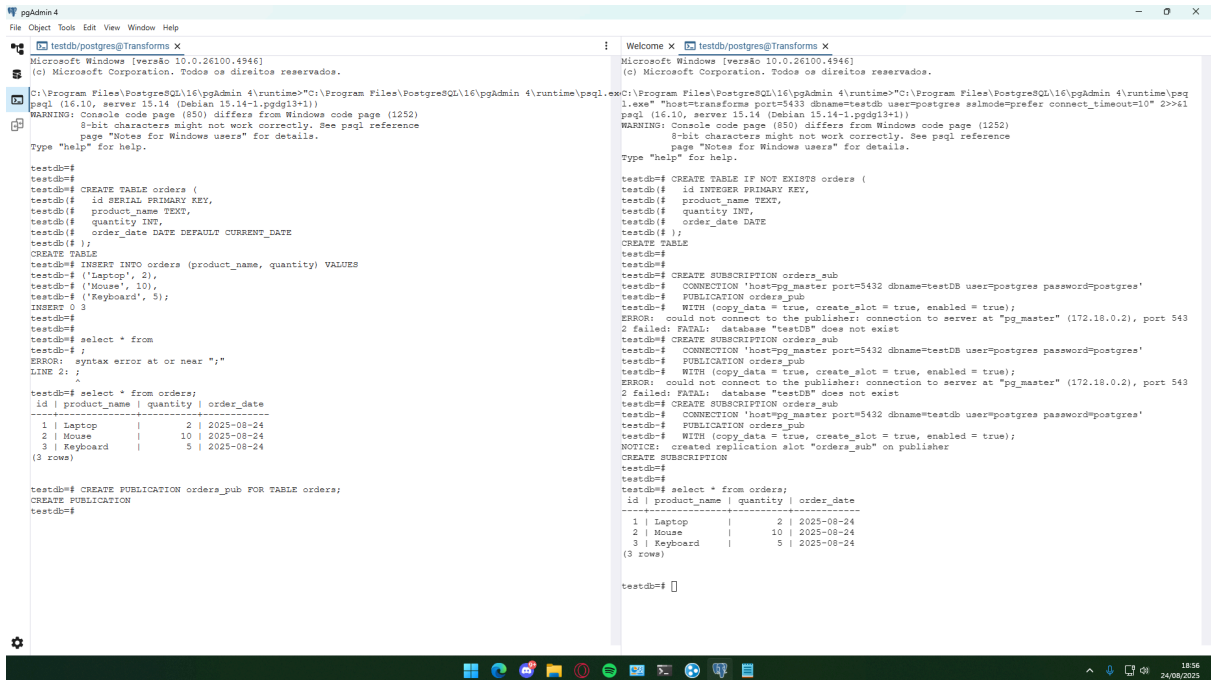 pgAdmin 4
File Object Tools Edit View Window Help
testdb/postgres@Transforms
Microsoft Windows [versão 10.0.26100.4946]
(c) Microsoft Corporation. Todos os direitos reservados.
C:\Program Files\PostgreSQL\16\pgAdmin 4\runtime>"C:\Program Files\PostgreSQL\16\pgAdmin 4\runtime\psql.ex
psql (16.10, server 15.14 (Debian 15.14-1.pgdg13+1))
WARNING: Console code page (850) differs from Windows code page (1252)
         8-bit characters might not work correctly. See psql reference
         page "Notes for Windows users" for details.
Type "help" for help.
testdb=#
testdb=#
testdb=# CREATE TABLE orders (
testdb(#   id SERIAL PRIMARY KEY,
testdb(#   product_name TEXT,
testdb(#   quantity INT,
testdb(#   order_date DATE DEFAULT CURRENT_DATE
testdb(# );
CREATE TABLE
testdb=# INSERT INTO orders (product_name, quantity) VALUES
testdb-# ('Laptop', 2),
testdb-# ('Mouse', 10),
testdb-# ('Keyboard', 5);
INSERT 0 3
testdb=#
testdb=#
testdb=# select * from
testdb-# ;
ERROR:  syntax error at or near ";"
LINE 2: ;
        ^
testdb=# select * from orders;
 id | product_name | quantity | order_date
----+--------------+----------+------------
  1 | Laptop       |        2 | 2025-08-24
  2 | Mouse        |       10 | 2025-08-24
  3 | Keyboard     |        5 | 2025-08-24
(3 rows)
testdb=# CREATE PUBLICATION orders_pub FOR TABLE orders;
CREATE PUBLICATION
testdb=#
Welcome
testdb/postgres@Transforms
Microsoft Windows [versão 10.0.26100.4946]
(c) Microsoft Corporation. Todos os direitos reservados.
C:\Program Files\PostgreSQL\16\pgAdmin 4\runtime>"C:\Program Files\PostgreSQL\16\pgAdmin 4\runtime\psq
l.exe" "host=transforms port=5433 dbname=testdb user=postgres sslmode=prefer connect_timeout=10" 2>>&1
psql (16.10, server 15.14 (Debian 15.14-1.pgdg13+1))
WARNING: Console code page (850) differs from Windows code page (1252)
         8-bit characters might not work correctly. See psql reference
         page "Notes for Windows users" for details.
Type "help" for help.
testdb=# CREATE TABLE IF NOT EXISTS orders (
testdb(#   id INTEGER PRIMARY KEY,
testdb(#   product_name TEXT,
testdb(#   quantity INT,
testdb(#   order_date DATE
testdb(# );
CREATE TABLE
testdb=#
testdb=#
testdb=# CREATE SUBSCRIPTION orders_sub
testdb-#   CONNECTION 'host=pg_master port=5432 dbname=testDB user=postgres password=postgres'
testdb-#   PUBLICATION orders_pub
testdb-#   WITH (copy_data = true, create_slot = true, enabled = true);
ERROR:  could not connect to the publisher: connection to server at "pg_master" (172.18.0.2), port 543
2 failed: FATAL:  database "testDB" does not exist
testdb=# CREATE SUBSCRIPTION orders_sub
testdb-#   CONNECTION 'host=pg_master port=5432 dbname=testDB user=postgres password=postgres'
testdb-#   PUBLICATION orders_pub
testdb-#   WITH (copy_data = true, create_slot = true, enabled = true);
ERROR:  could not connect to the publisher: connection to server at "pg_master" (172.18.0.2), port 543
2 failed: FATAL:  database "testDB" does not exist
testdb=# CREATE SUBSCRIPTION orders_sub
testdb-#   CONNECTION 'host=pg_master port=5432 dbname=testdb user=postgres password=postgres'
testdb-#   PUBLICATION orders_pub
testdb-#   WITH (copy_data = true, create_slot = true, enabled = true);
NOTICE:  created replication slot "orders_sub" on publisher
CREATE SUBSCRIPTION
testdb=#
testdb=#
testdb=# select * from orders;
 id | product_name | quantity | order_date
----+--------------+----------+------------
  1 | Laptop       |        2 | 2025-08-24
  2 | Mouse        |       10 | 2025-08-24
  3 | Keyboard     |        5 | 2025-08-24
(3 rows)
testdb=#
18:56
24/08/2025